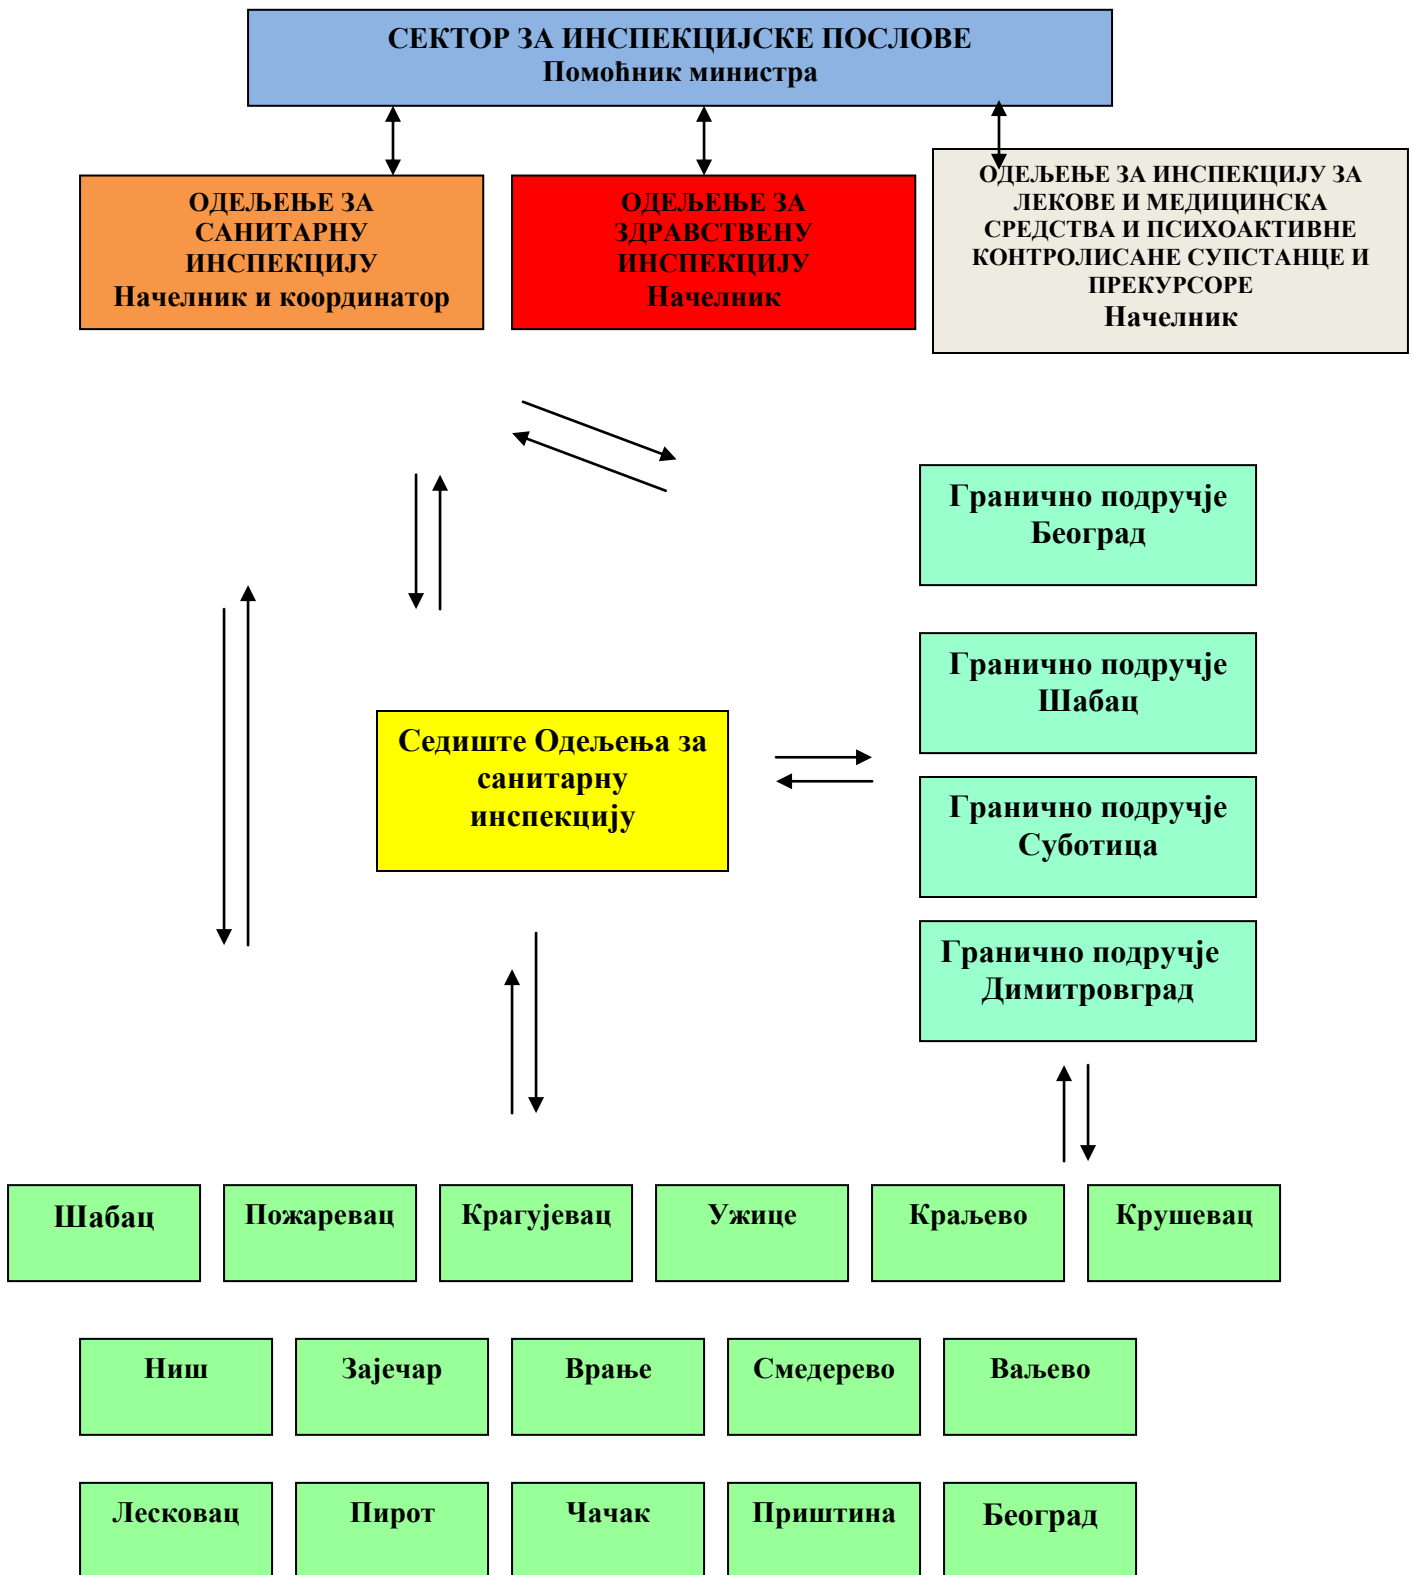 СЕКТОР ЗА ИНСПЕКЦИЈСКЕ ПОСЛОВЕ
Помоћник министра
ОДЕЉЕЊЕ ЗА
САНИТАРНУ
ИНСПЕКЦИЈУ
Начелник и координатор
ОДЕЉЕЊЕ ЗА
ЗДРАВСТВЕНУ
ИНСПЕКЦИЈУ
Начелник
ОДЕЉЕЊЕ ЗА ИНСПЕКЦИЈУ ЗА
ЛЕКОВЕ И МЕДИЦИНСКА
СРЕДСТВА И ПСИХОАКТИВНЕ
КОНТРОЛИСАНЕ СУПСТАНЦЕ И
ПРЕКУРСОРЕ
Начелник
Гранично подручје
Београд
Гранично подручје
Шабац
Седиште Одељења за
санитарну
инспекцију
Гранично подручје
Суботица
Гранично подручје
Димитровград
Шабац
Пожаревац
Крагујевац
Ужице
Краљево
Крушевац
Ниш
Зајечар
Врање
Смедерево
Ваљево
Лесковац
Пирот
Чачак
Приштина
Београд